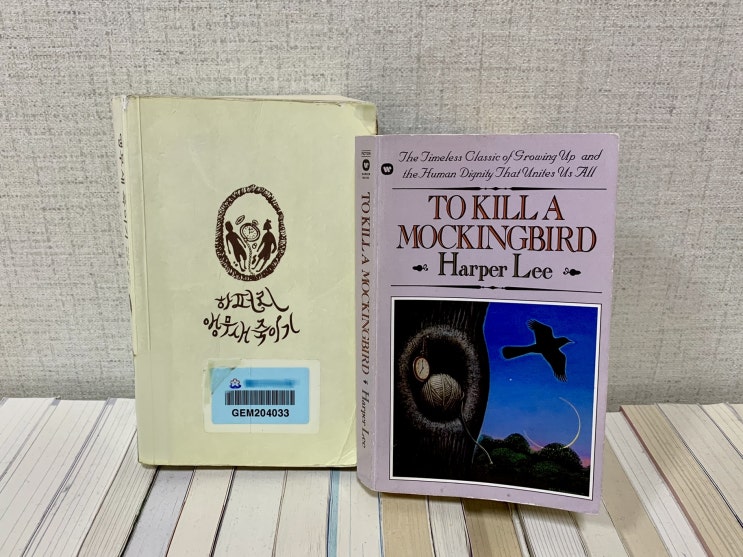 하퍼 리
앵무새 죽이기
GEM204033
The Timeless Classic of Growing Up and
the Human Dignity That Unites Us All
TO KILL A
MOCKINGBIRD
Harper Lee
TO KILL A MOCKINGBIRD Harper Lee